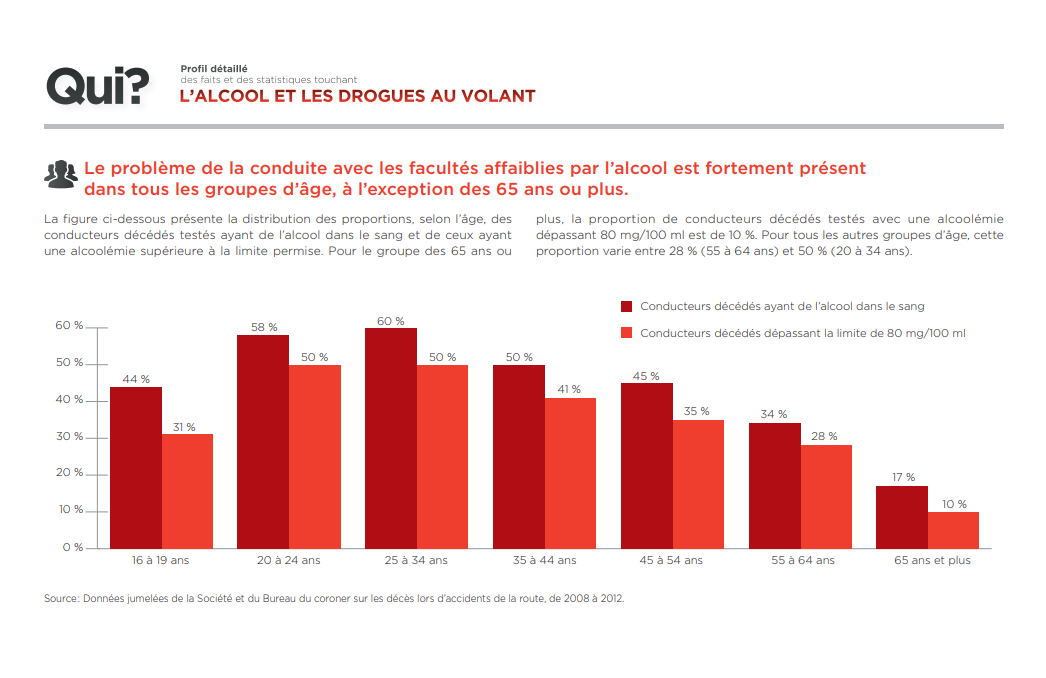 Qui?
Profil détaillé
des faits et des statistiques touchant
L'ALCOOL ET LES DROGUES AU VOLANT
Le problème de la conduite avec les facultés affaiblies par l'alcool est fortement présent
dans tous les groupes d'âge, à l'exception des 65 ans ou plus.
La figure ci-dessous présente la distribution des proportions, selon l'âge, des
conducteurs décédés testés ayant de l'alcool dans le sang et de ceux ayant
une alcoolémie supérieure à la limite permise. Pour le groupe des 65 ans ou
plus, la proportion de conducteurs décédés testés avec une alcoolémie
dépassant 80 mg/100 ml est de 10 %. Pour tous les autres groupes d'âge, cette
proportion varie entre 28 % (55 à 64 ans) et 50 % (20 à 34 ans).
Conducteurs décédés ayant de l'alcool dans le sang
Conducteurs décédés dépassant la limite de 80 mg/100 ml
60 %
50 %
40 %
30 %
20 %
10 %
0 %
44 %
31 %
58 %
50 %
60 %
50 %
50 %
41 %
45 %
35 %
34 %
28 %
17 %
10 %
16 à 19 ans
20 à 24 ans
25 à 34 ans
35 à 44 ans
45 à 54 ans
55 à 64 ans
65 ans et plus
Source : Données jumelées de la Société et du Bureau du coroner sur les décès lors d'accidents de la route, de 2008 à 2012.